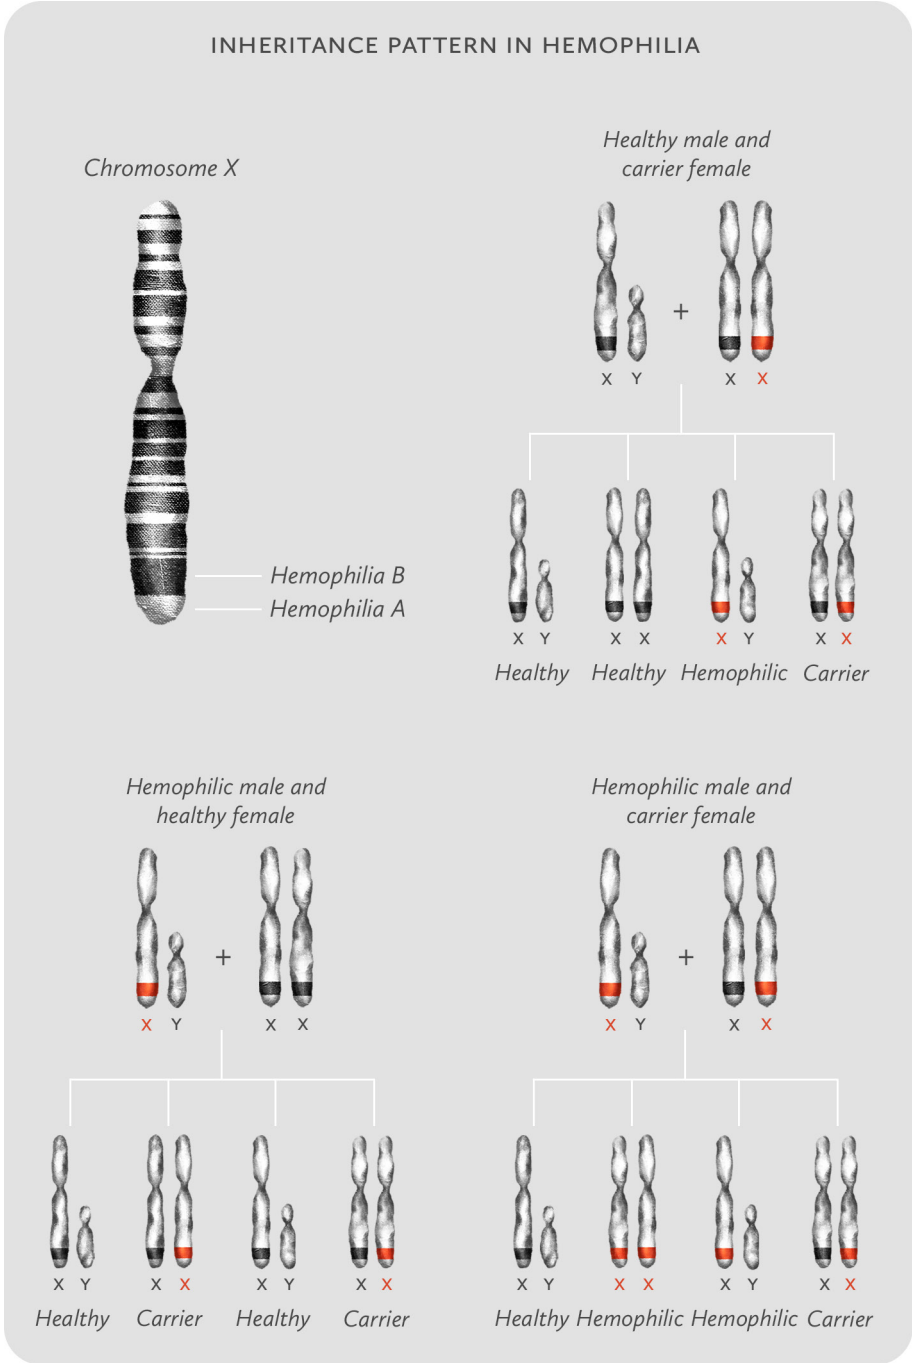 INHERITANCE PATTERN IN HEMOPHILIA
Chromosome X
Hemophilia B
Hemophilia A
Healthy male and
carrier female
X Y + X X
X Y X X X Y X X
Healthy Healthy Hemophilic Carrier
Hemophilic male and
healthy female
X Y + X X
X Y X X X Y X X
Healthy Carrier Healthy Carrier
Hemophilic male and
carrier female
X Y + X X
X Y X X X Y X X
Healthy Hemophilic Hemophilic Carrier